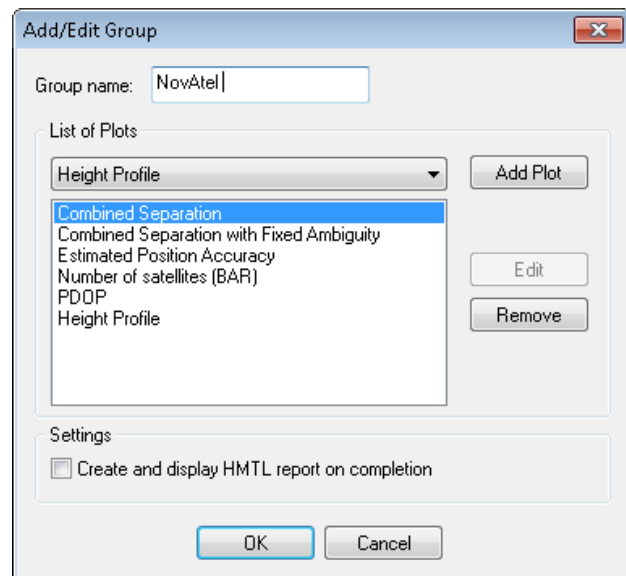 Add/Edit Group
Group name: NovAtel
List of Plots
Height Profile
Add Plot
Combined Separation
Combined Separation with Fixed Ambiguity
Estimated Position Accuracy
Number of satellites (BAR)
PDOP
Height Profile
Edit
Remove
Settings
Create and display HMTL report on completion
OK Cancel